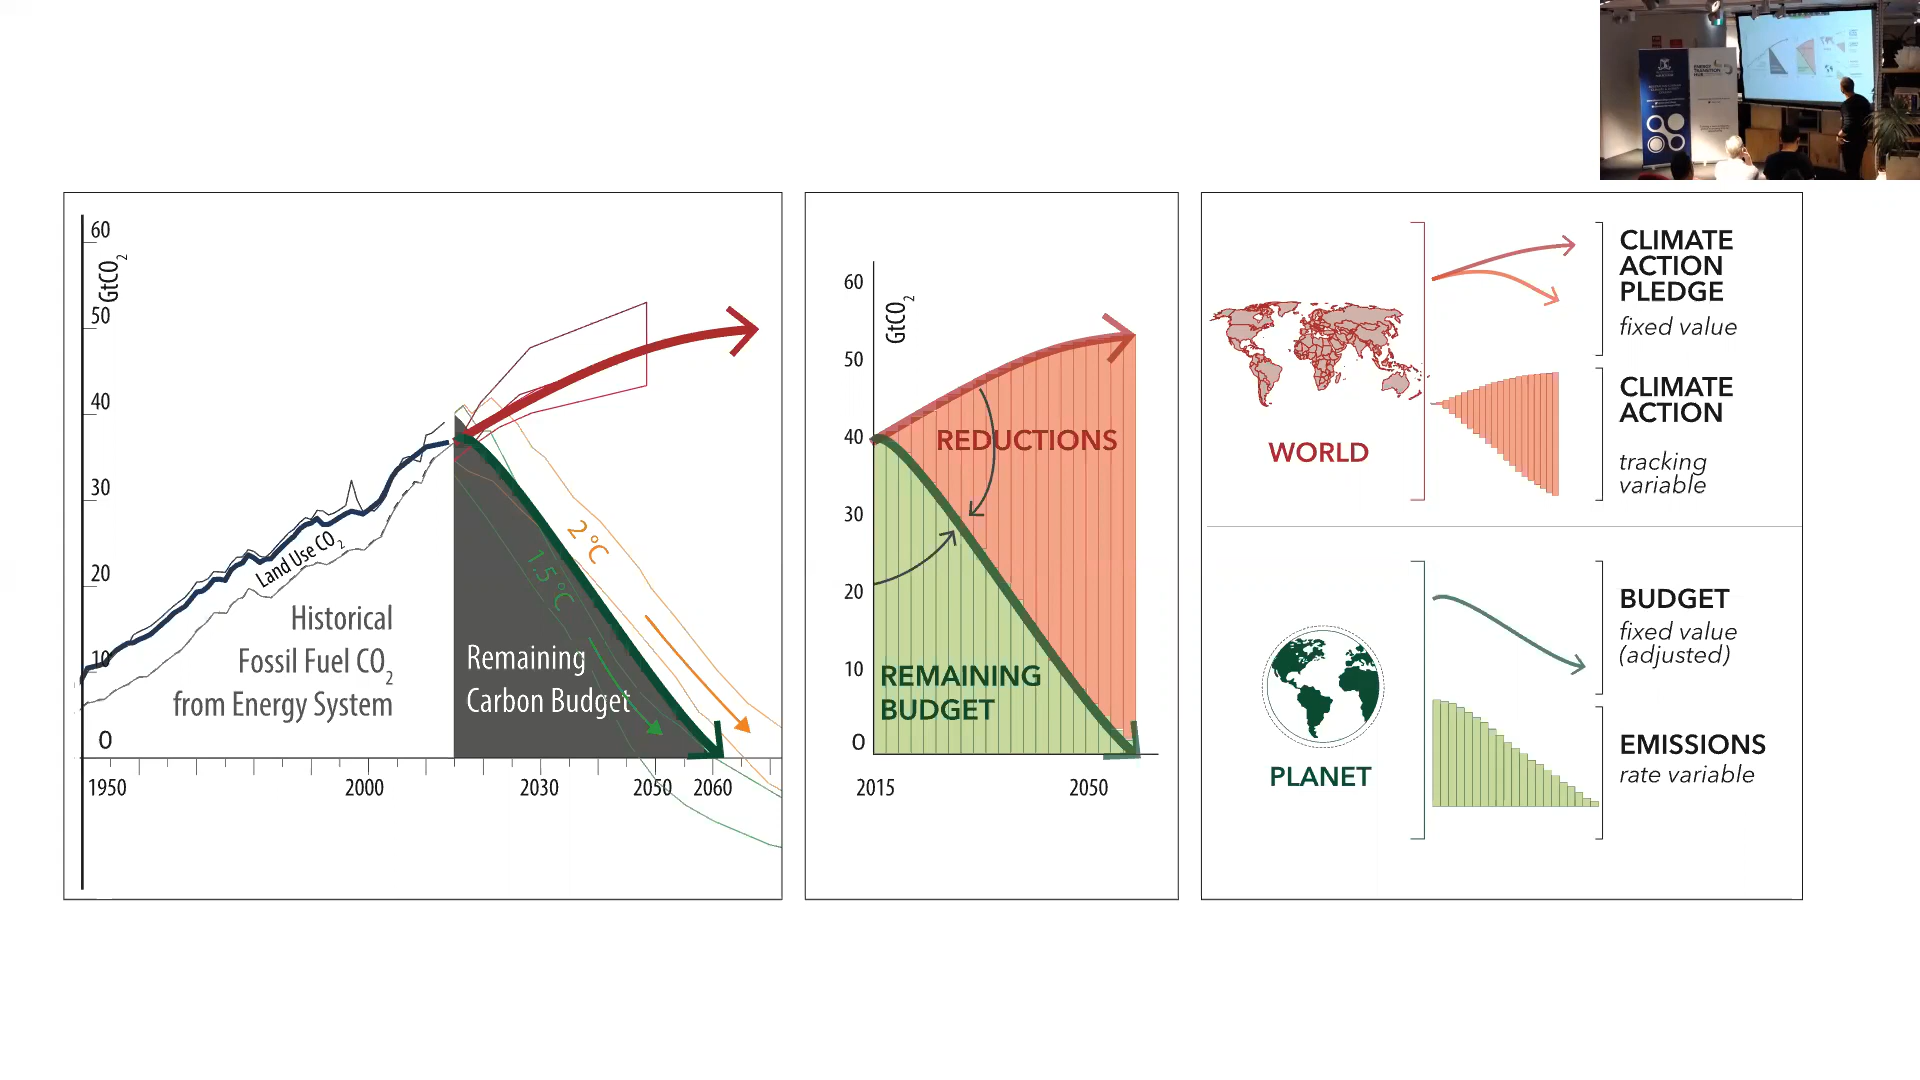 60
GtCO2
50
40
30
20
10
0
Land Use CO2
Historical
Fossil Fuel CO2
from Energy System
Remaining
Carbon Budget
1.5°C
2°C
1950
2000
2030
2050
2060
60
GtCO2
50
40
30
20
10
0
REDUCTIONS
REMAINING
BUDGET
2015
2050
WORLD
CLIMATE
ACTION
PLEDGE
fixed value
CLIMATE
ACTION
tracking
variable
PLANET
BUDGET
fixed value
(adjusted)
EMISSIONS
rate variable
ENERGY
TRANSITION
HUB